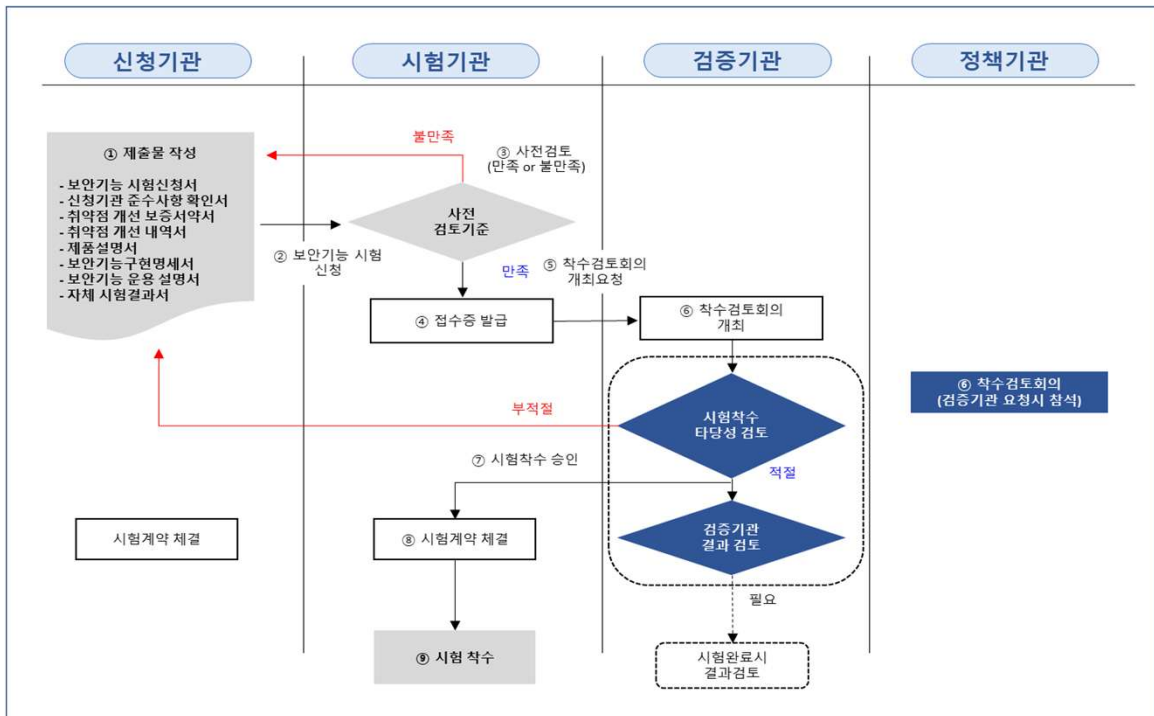 신청기관
시험기관
검증기관
정책기관
① 제출물 작성
- 보안기능 시험신청서
- 신청기관 준수사항 확인서
- 취약점 개선 보증서약서
- 취약점 개선 내역서
- 제품설명서
- 보안기능구현명세서
- 보안기능 운용 설명서
- 자체 시험결과서
불만족
③ 사전검토
(만족 or 불만족)
사전
검토기준
② 보안기능 시험
신청
만족
⑤ 착수검토회의
개최요청
④ 접수증 발급
⑥ 착수검토회의
개최
시험착수
타당성 검토
⑥ 착수검토회의
(검증기관 요청시 참석)
부적절
⑦ 시험착수 승인
적절
시험계약 체결
⑧ 시험계약 체결
검증기관
결과 검토
필요
⑨ 시험 착수
시험완료시
결과검토